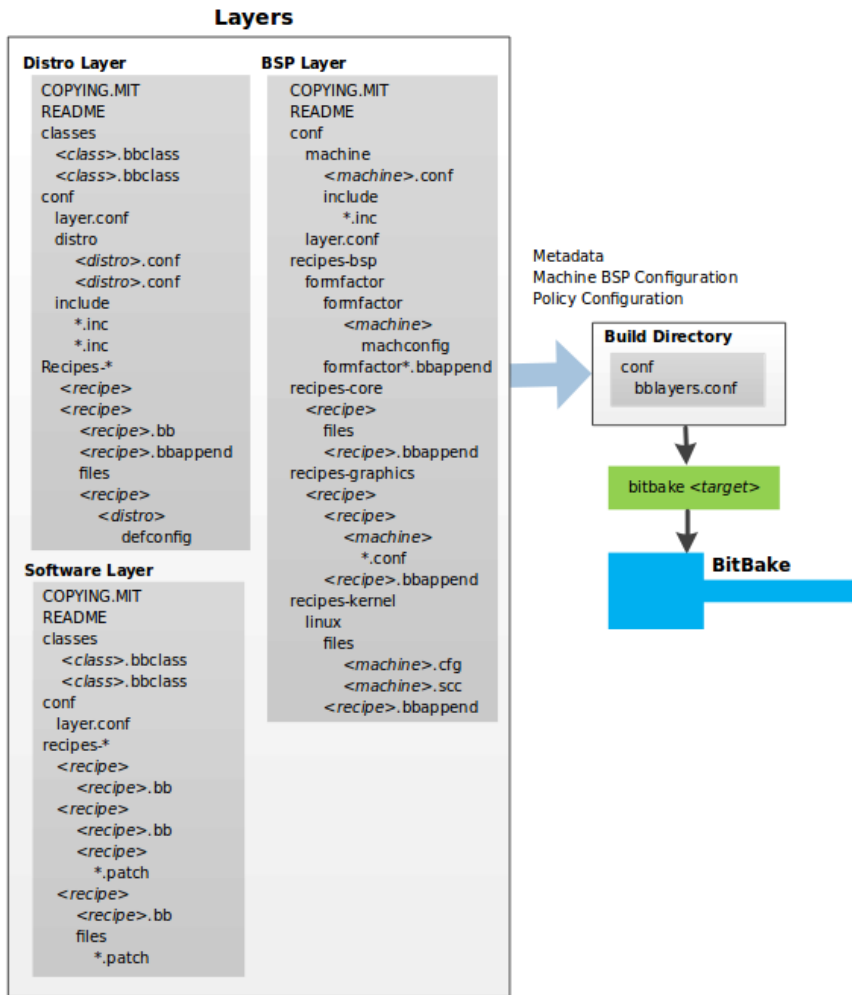 Layers
Distro Layer
COPYING.MIT
README
classes
<class>.bbclass
<class>.bbclass
conf
layer.conf
distro
<distro>.conf
<distro>.conf
include
*.inc
*.inc
Recipes-*
<recipe>
<recipe>
<recipe>.bb
<recipe>.bbappend
files
<recipe>
<distro>
defconfig
Software Layer
COPYING.MIT
README
classes
<class>.bbclass
<class>.bbclass
conf
layer.conf
recipes-*
<recipe>
<recipe>.bb
<recipe>
<recipe>.bb
<recipe>
*.patch
<recipe>
<recipe>.bb
files
*.patch
BSP Layer
COPYING.MIT
README
conf
machine
<machine>.conf
include
*.inc
layer.conf
recipes-bsp
formfactor
formfactor
<machine>
machconfig
formfactor*.bbappend
recipes-core
<recipe>
files
<recipe>.bbappend
recipes-graphics
<recipe>
<recipe>
<machine>
*.conf
<recipe>.bbappend
recipes-kernel
linux
files
<machine>.cfg
<machine>.scc
<recipe>.bbappend
Metadata
Machine BSP Configuration
Policy Configuration
Build Directory
conf
bblayers.conf
bitbake <target>
BitBake